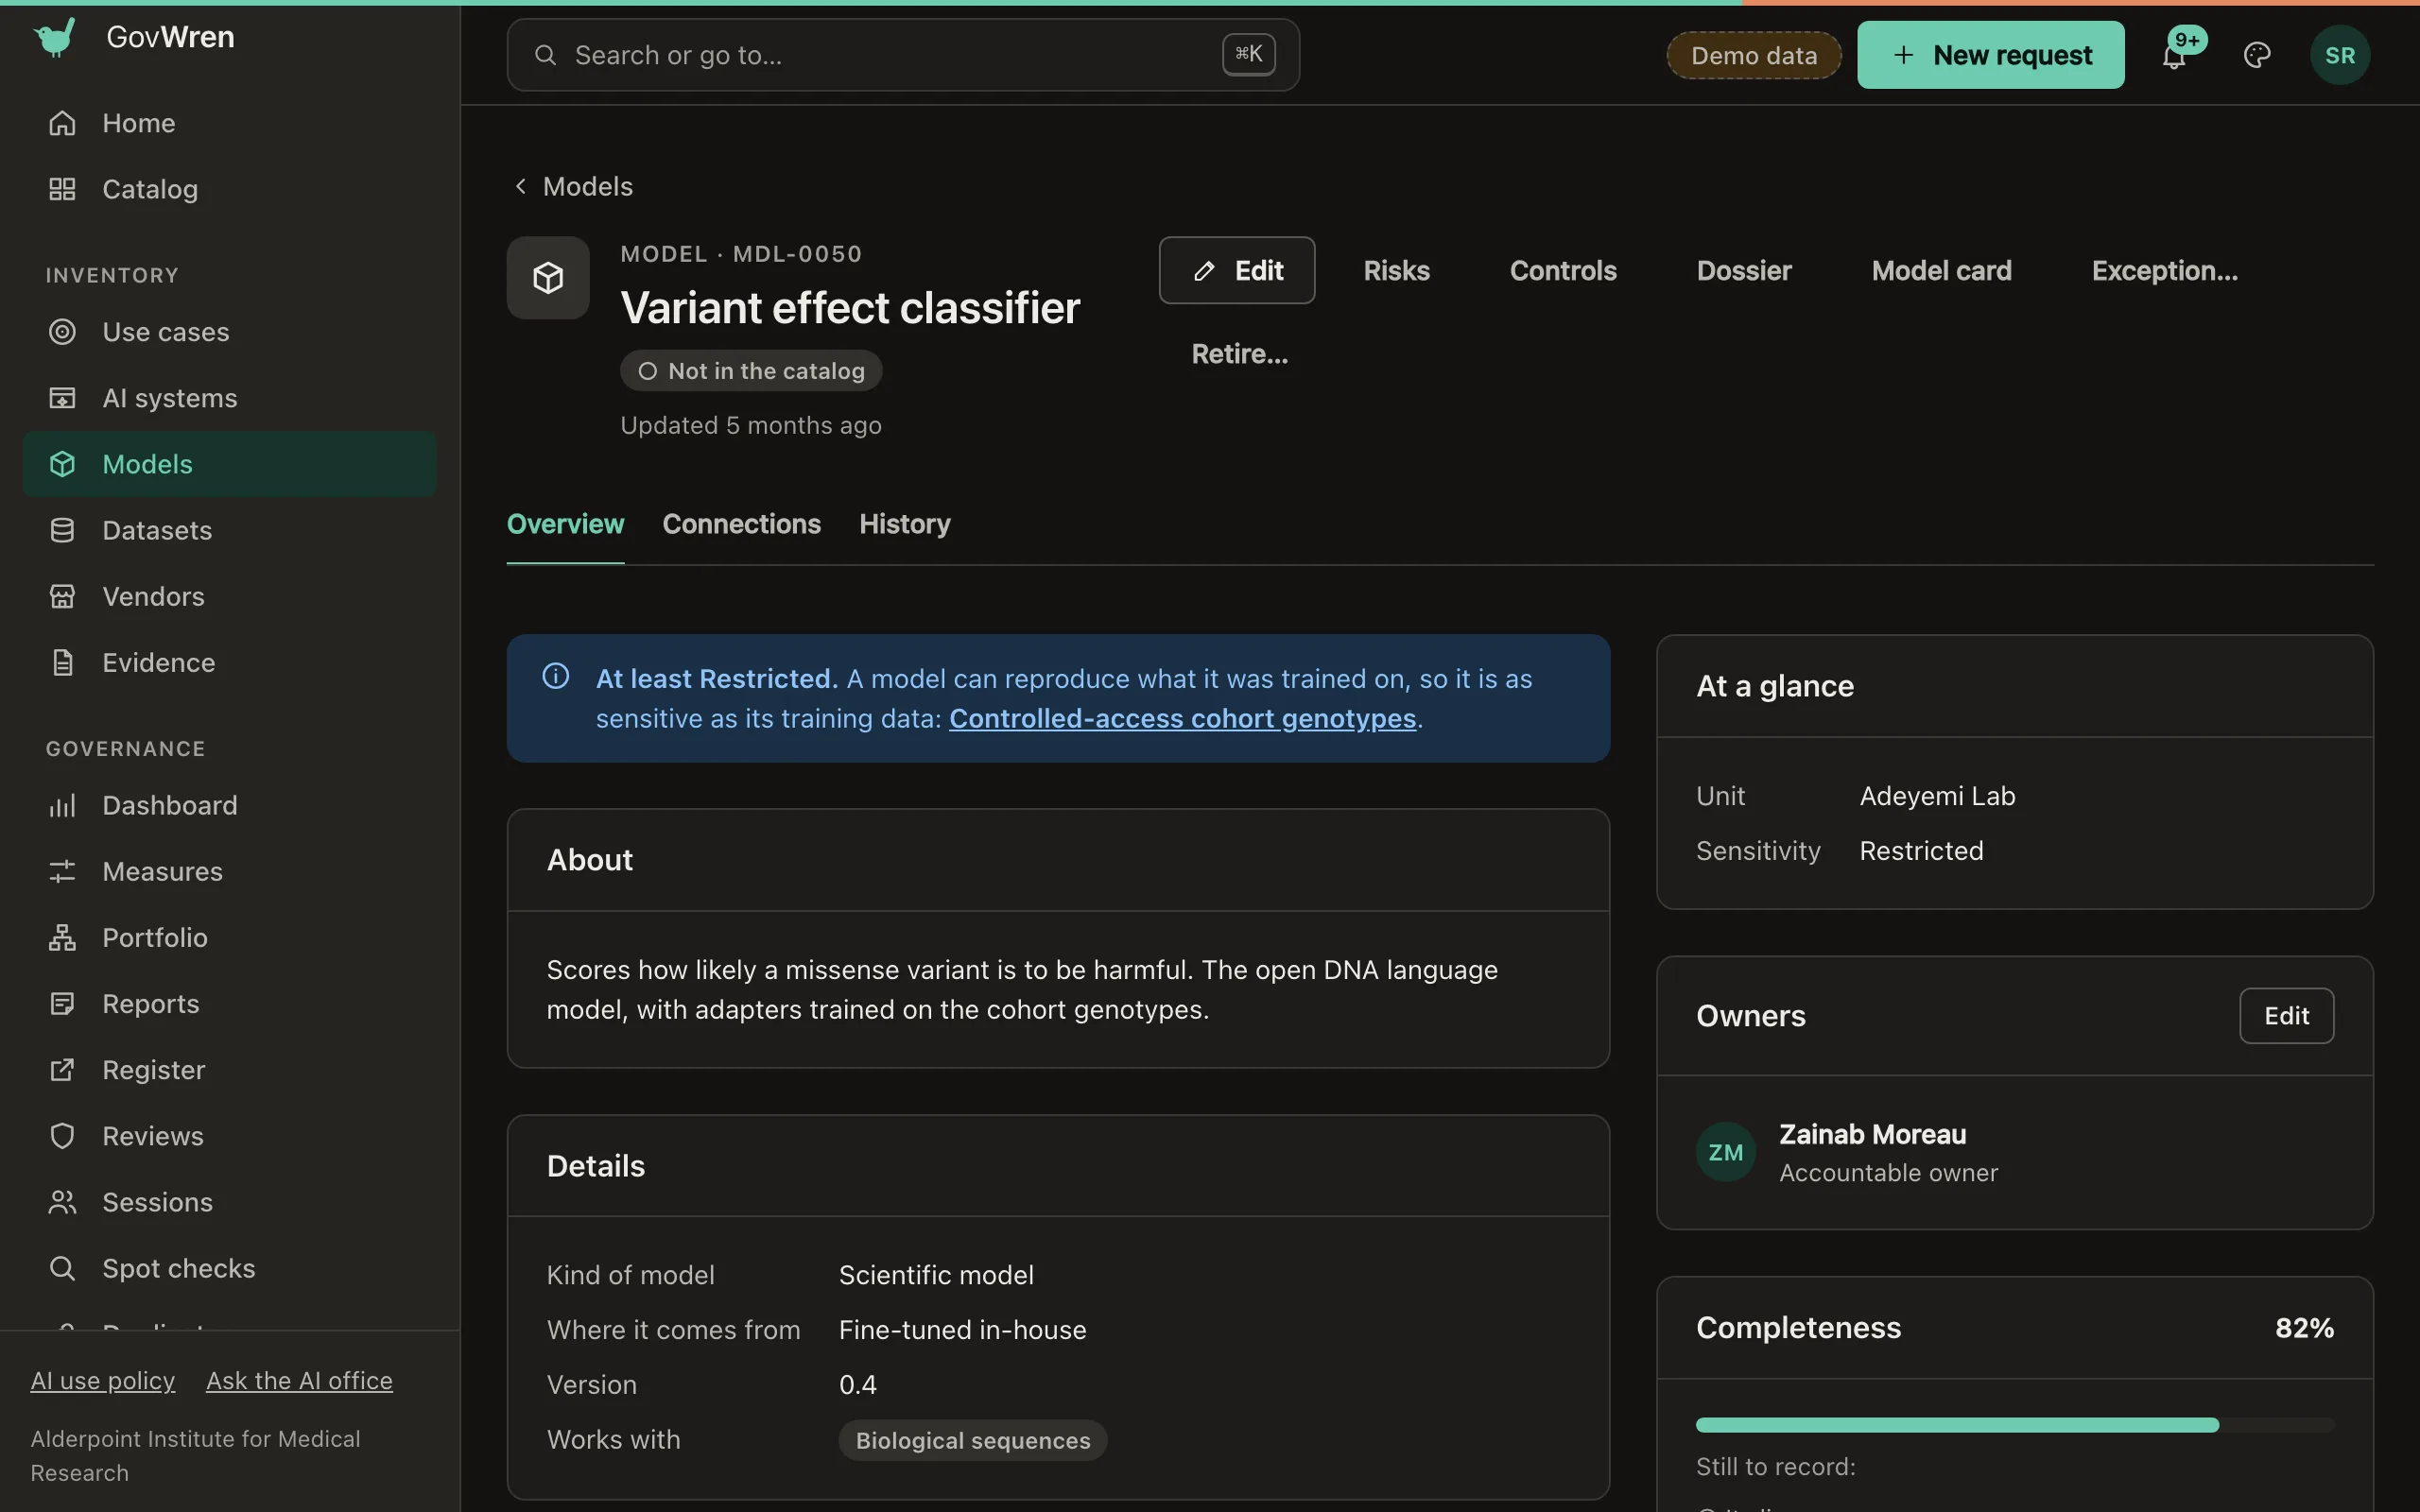 GovWren
Search or go to...
⌘K
Demo data
+ New request
9+
SR
Home
Catalog
INVENTORY
Use cases
AI systems
Models
Datasets
Vendors
Evidence
GOVERNANCE
Dashboard
Measures
Portfolio
Reports
Register
Reviews
Sessions
Spot checks
AI use policy
Ask the AI office
Alderpoint Institute for Medical
Research
Models
MODEL · MDL-0050
Variant effect classifier
Not in the catalog
Updated 5 months ago
Edit
Risks
Controls
Dossier
Model card
Exception...
Retire...
Overview
Connections
History
At least Restricted. A model can reproduce what it was trained on, so it is as
sensitive as its training data: Controlled-access cohort genotypes.
About
Scores how likely a missense variant is to be harmful. The open DNA language
model, with adapters trained on the cohort genotypes.
Details
Kind of model Scientific model
Where it comes from Fine-tuned in-house
Version 0.4
Works with Biological sequences
At a glance
Unit Adeyemi Lab
Sensitivity Restricted
Owners
Edit
ZM
Zainab Moreau
Accountable owner
Completeness 82%
Still to record: